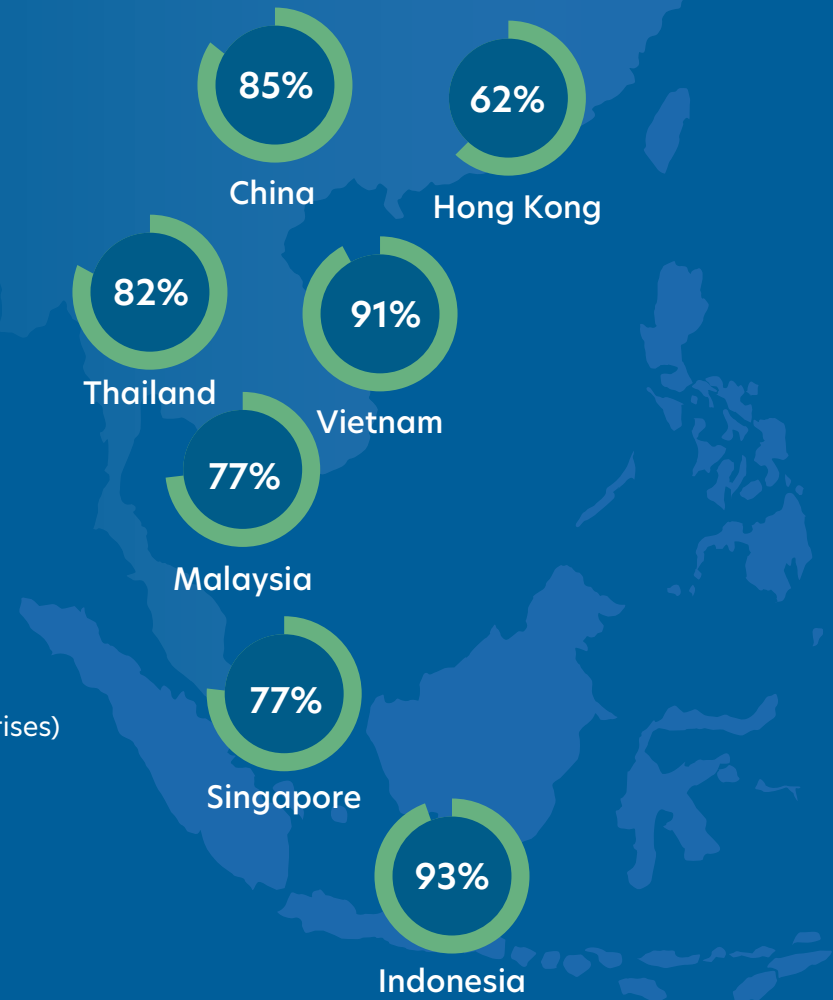 85%
China
62%
Hong Kong
82%
Thailand
91%
Vietnam
77%
Malaysia
77%
Singapore
rises)
93%
Indonesia